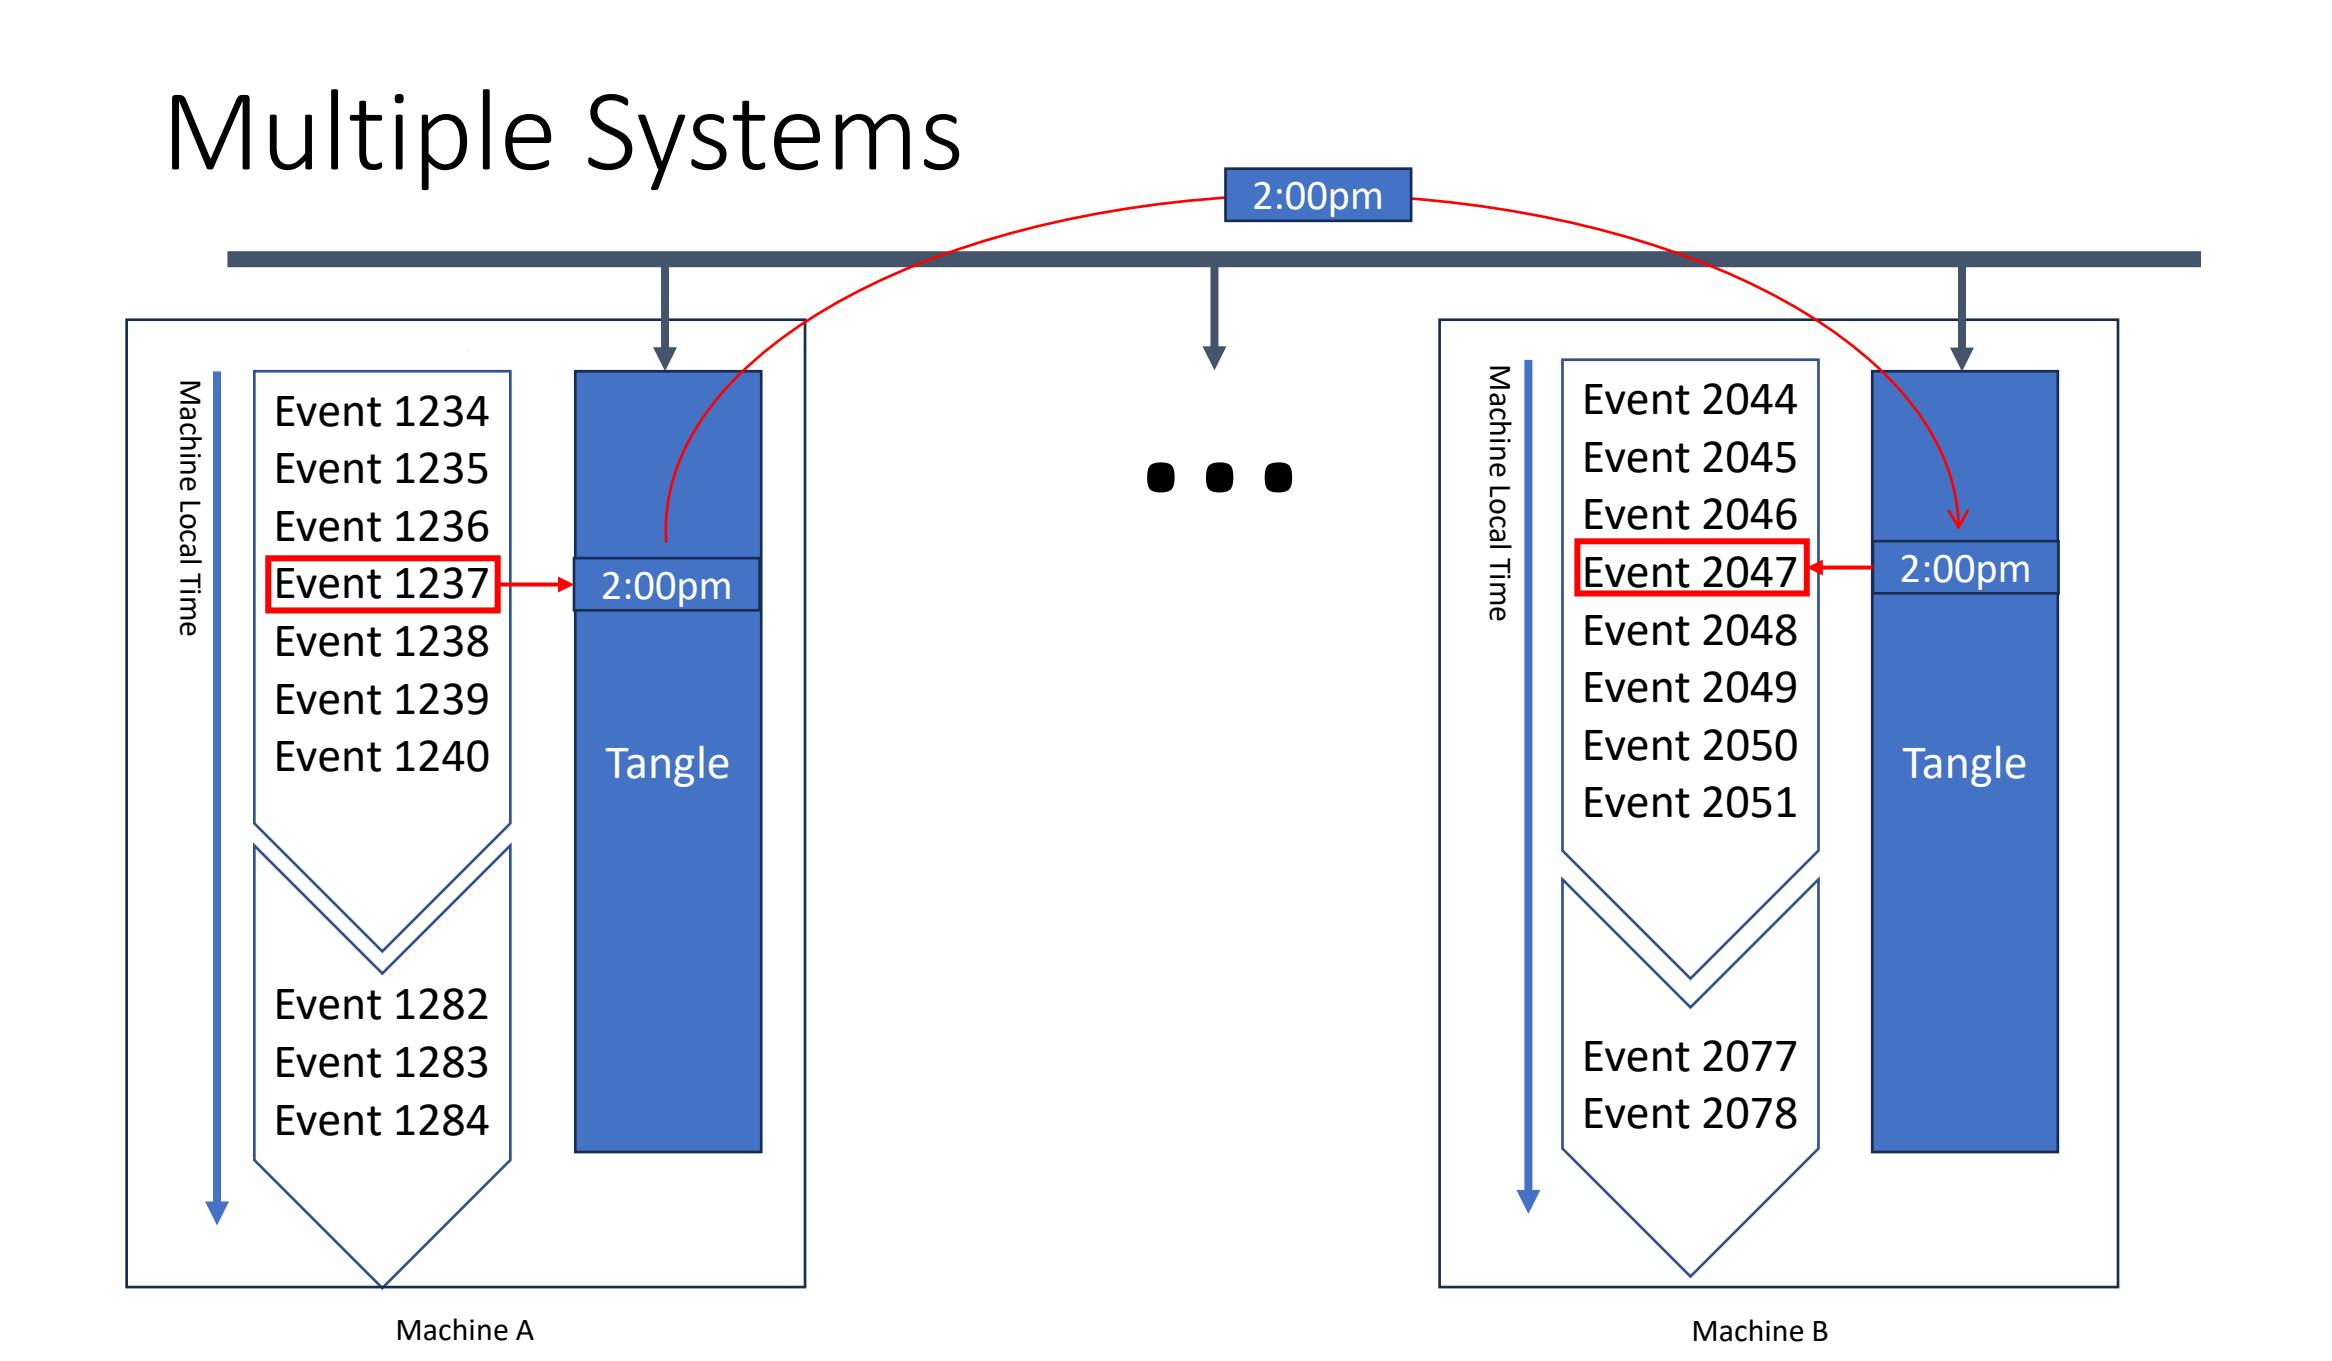 Multiple Systems
2:00pm
Machine Local Time
Event 1234
Event 1235
Event 1236
Event 1237
Event 1238
Event 1239
Event 1240
Event 1282
Event 1283
Event 1284
2:00pm
Tangle
Machine A
...
Machine Local Time
Event 2044
Event 2045
Event 2046
Event 2047
Event 2048
Event 2049
Event 2050
Event 2051
Event 2077
Event 2078
2:00pm
Tangle
Machine B